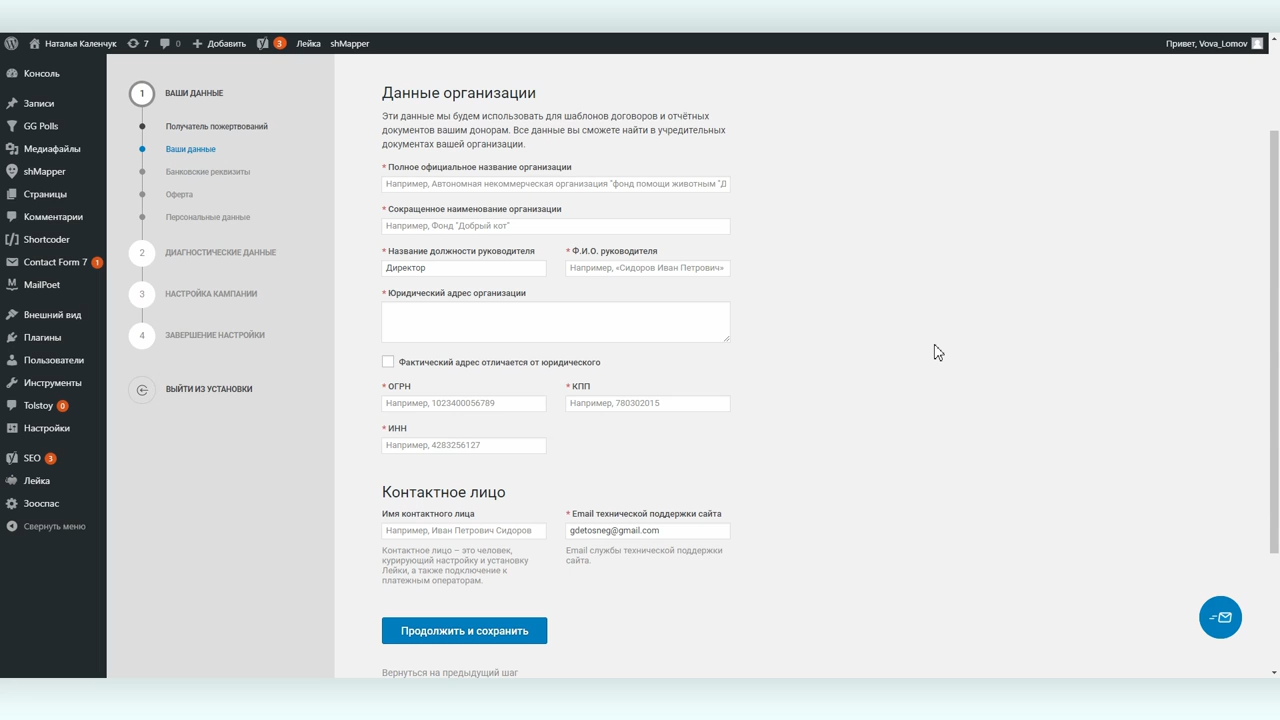 Наталья Каленчук 7 0 Добавить 3 Лейка shMapper Привет, Vova_Lomov
Консоль
Записи
GG Polls
Медиафайлы
shMapper
Страницы
Комментарии
Shortcoder
Contact Form 7 1
MailPoet
Внешний вид
Плагины
Пользователи
Инструменты
Tolstoy 0
Настройки
SEO 3
Лейка
Зооспас
Свернуть меню
1 ВАШИ ДАННЫЕ
Получатель пожертвований
Ваши данные
Банковские реквизиты
Оферта
Персональные данные
2 ДИАГНОСТИЧЕСКИЕ ДАННЫЕ
3 НАСТРОЙКА КАМПАНИИ
4 ЗАВЕРШЕНИЕ НАСТРОЙКИ
ВЫЙТИ ИЗ УСТАНОВКИ
Данные организации
Эти данные мы будем использовать для шаблонов договоров и отчётных
документов вашим донорам. Все данные вы сможете найти в учредительных
документах вашей организации.
* Полное официальное название организации
Например, Автономная некоммерческая организация "фонд помощи животным "Д
* Сокращенное наименование организации
Например, Фонд "Добрый кот"
* Название должности руководителя * Ф.И.О. руководителя
Директор Например, «Сидоров Иван Петрович»
* Юридический адрес организации
Фактический адрес отличается от юридического
* ОГРН * КПП
Например, 1023400056789 Например, 780302015
* ИНН
Например, 4283256127
Контактное лицо
Имя контактного лица * Email технической поддержки сайта
Например, Иван Петрович Сидоров gdetosneg@gmail.com
Контактное лицо – это человек, Email службы технической поддержки
курирующий настройку и установку сайта.
Лейки, а также подключение к
платежным операторам.
Продолжить и сохранить
Вернуться на предыдущий шаг